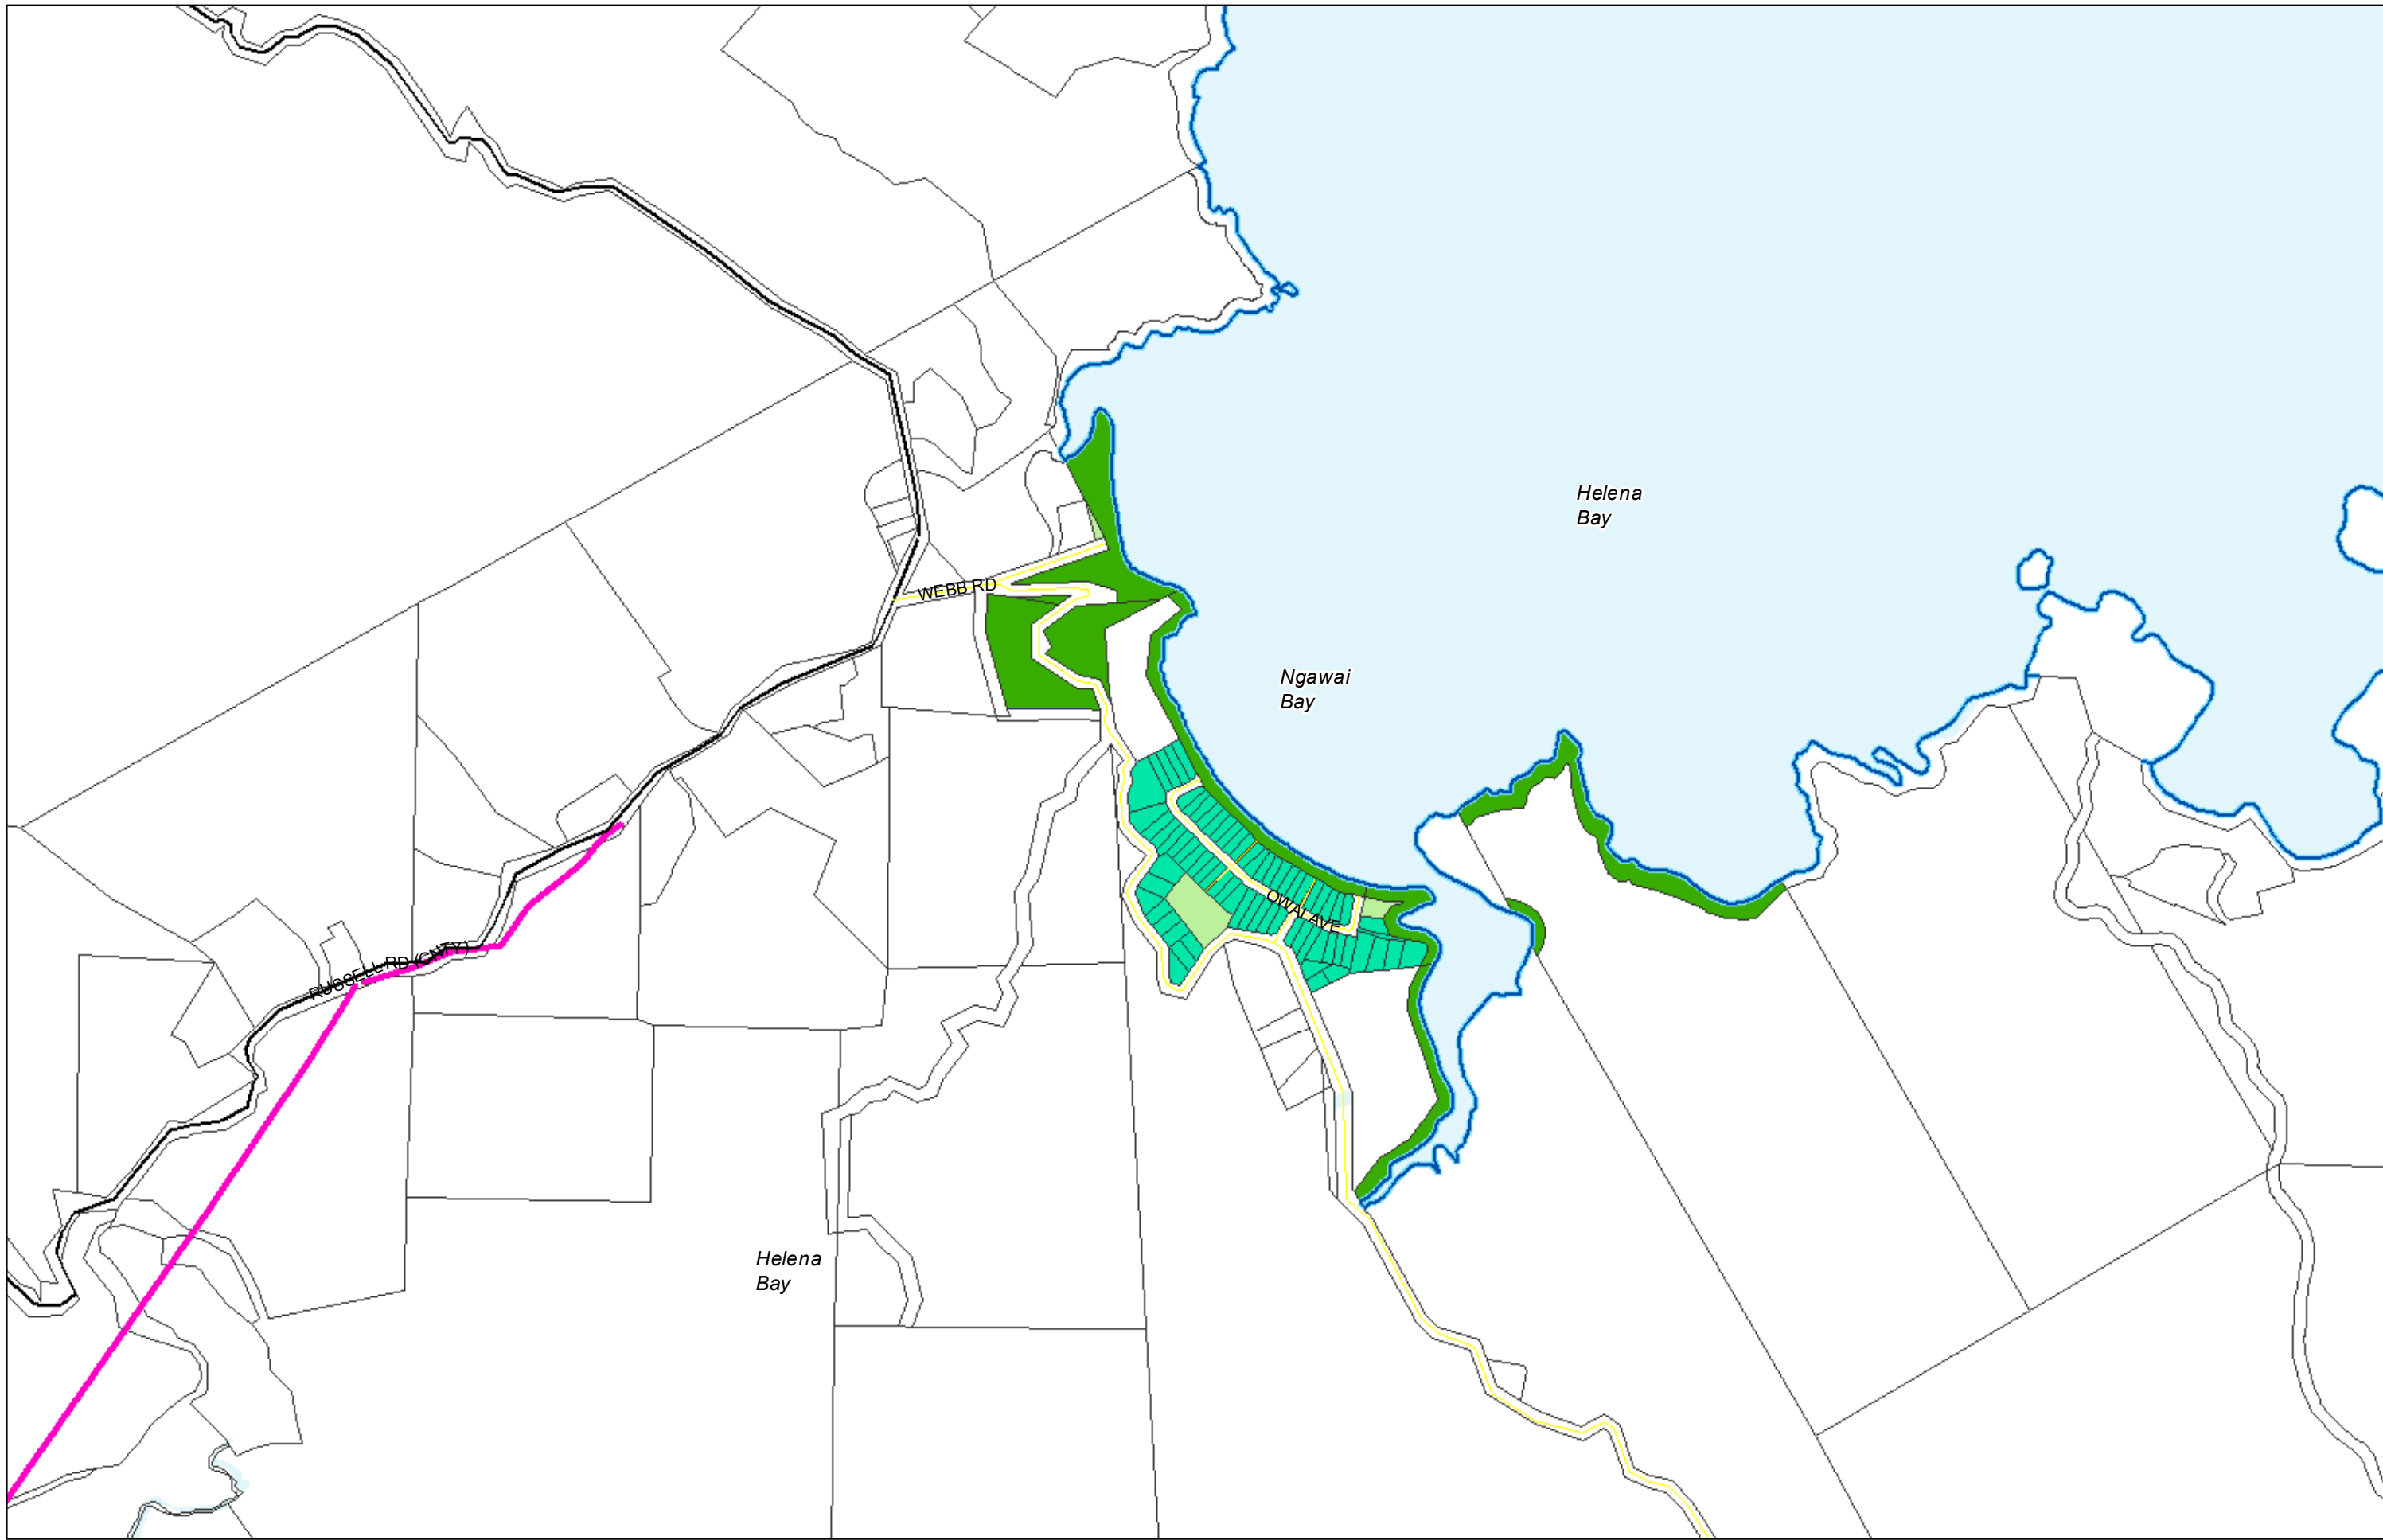 Helena
Bay
WEBB RD
Ngawai
Bay
OWAI AVE
RUSSELL RD (CNTY)
Helena
Bay